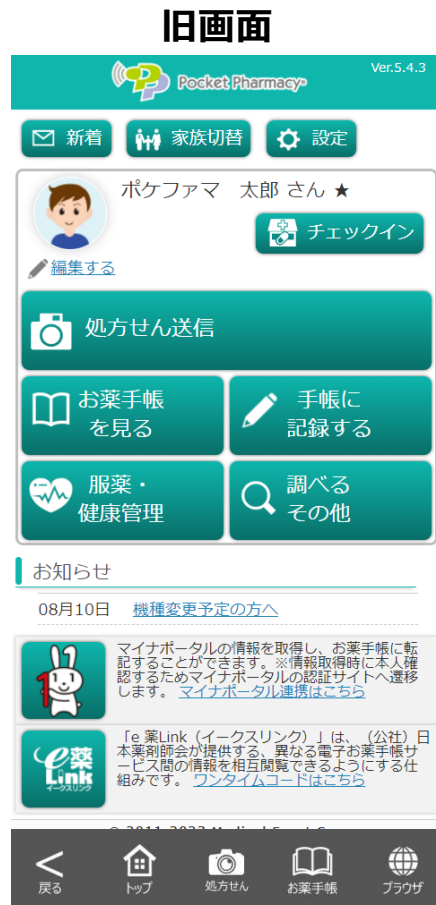 旧画面
Pocket Pharmacy
Ver.5.4.3
新着
家族切替
設定
ポケファマ 太郎 さん ★
チェックイン
編集する
処方せん送信
お薬手帳
を見る
手帳に
記録する
服薬・
健康管理
調べる
その他
お知らせ
08月10日 機種変更予定の方へ
マイナポータルの情報を取得し、お薬手帳に転
記することができます。※情報取得時に本人確
認するためマイナポータルの認証サイトへ遷移
します。 マイナポータル連携はこちら
「e 薬Link（イークスリンク）」は、（公社）日
本薬剤師会が提供する、異なる電子お薬手帳サ
ービス間の情報を相互閲覧できるようにする仕
組みです。 ワンタイムコードはこちら
e薬
Link
イークスリンク
戻る
トップ
処方せん
お薬手帳
ブラウザ